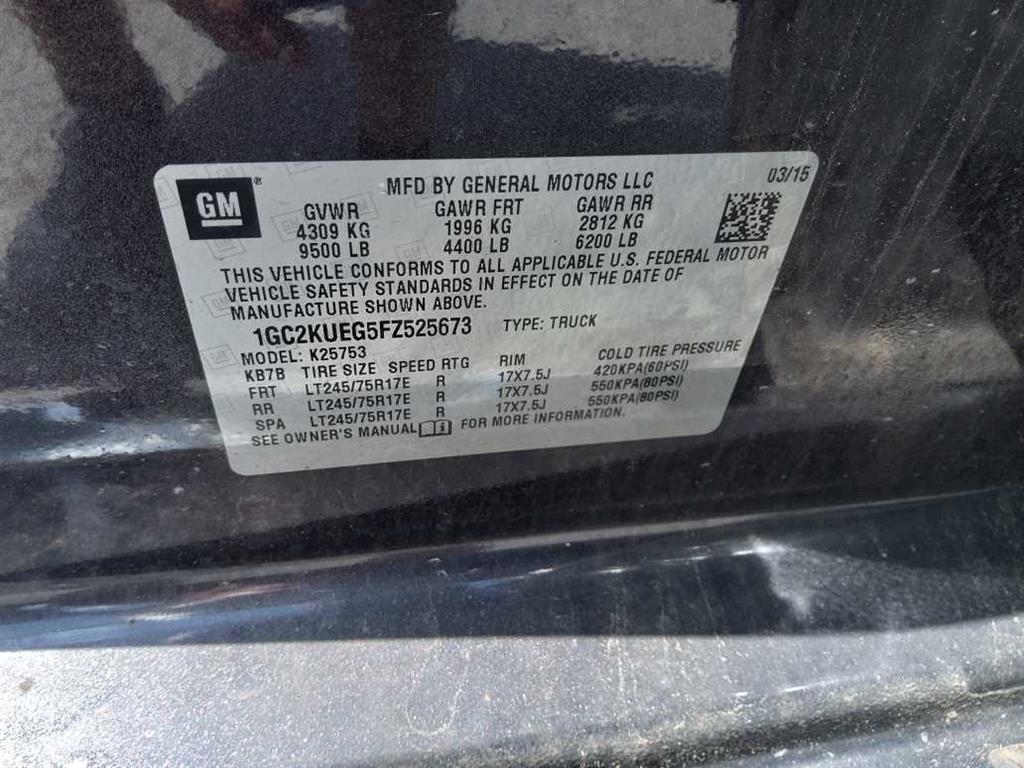 GM ® MFD BY GENERAL MOTORS LLC 03/15
GVWR GAWR FRT GAWR RR
4309 KG 1996 KG 2812 KG
9500 LB 4400 LB 6200 LB
THIS VEHICLE CONFORMS TO ALL APPLICABLE U.S. FEDERAL MOTOR
VEHICLE SAFETY STANDARDS IN EFFECT ON THE DATE OF
MANUFACTURE SHOWN ABOVE.
1GC2KUEG5FZ525673 TYPE: TRUCK
MODEL: K25753
KB7B TIRE SIZE SPEED RTG RIM COLD TIRE PRESSURE
FRT LT245/75R17E R 17X7.5J 420KPA(60PSI)
RR LT245/75R17E R 17X7.5J 550KPA(80PSI)
SPA LT245/75R17E R 17X7.5J 550KPA(80PSI)
SEE OWNER'S MANUAL FOR MORE INFORMATION.